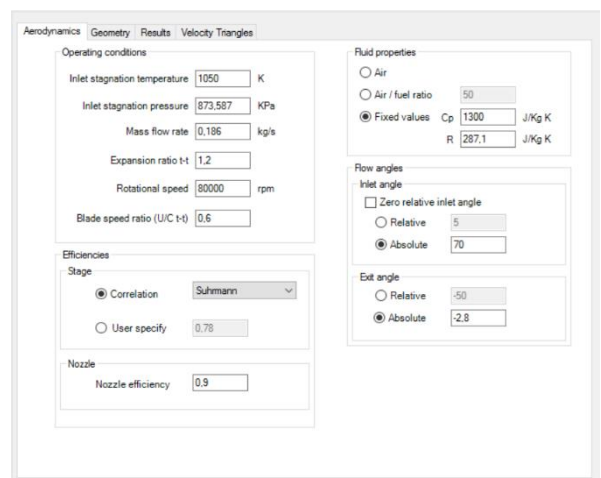 Aerodynamics Geometry Results Velocity Triangles
Operating conditions
Inlet stagnation temperature 1050 K
Inlet stagnation pressure 873,587 KPa
Mass flow rate 0,186 kg/s
Expansion ratio t-t 1,2
Rotational speed 80000 rpm
Blade speed ratio (U/C t-t) 0,6
Efficiencies
Stage
Correlation Suhrmann
User specify 0.78
Nozzle
Nozzle efficiency 0,9
Fluid properties
Air
Air / fuel ratio 50
Fixed values Cp 1300 J/Kg K
R 287,1 J/Kg K
Flow angles
Inlet angle
Zero relative inlet angle
Relative 5
Absolute 70
Exit angle
Relative -50
Absolute -2,8